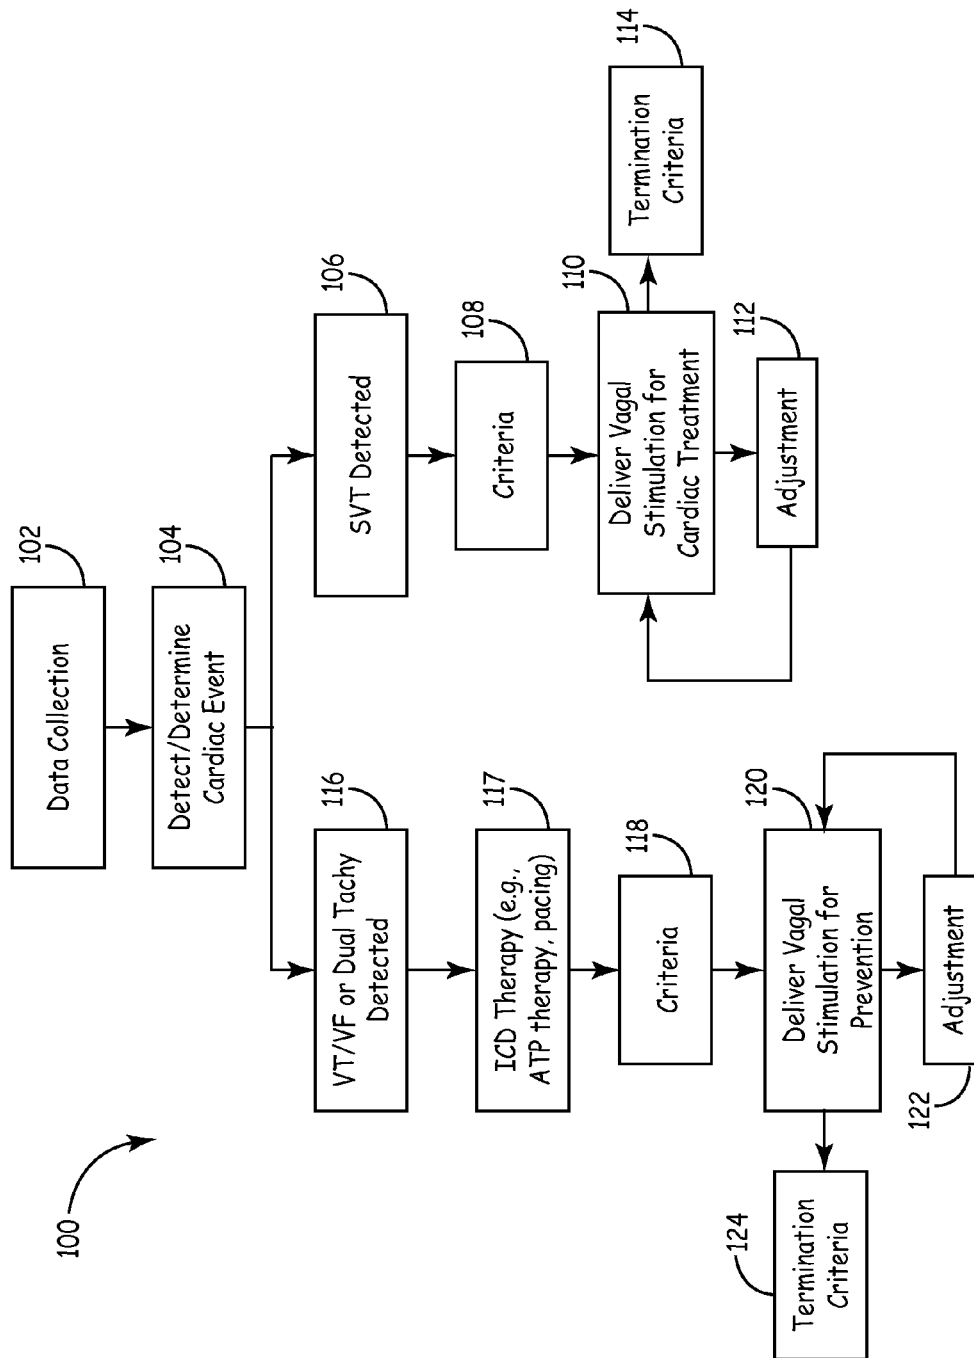 100
102
Data Collection
104
Detect/Determine
Cardiac Event
116
VT/VF or Dual Tachy
Detected
117
ICD Therapy (e.g.,
ATP therapy, pacing)
118
Criteria
120
Deliver Vagal
Stimulation for
Prevention
122
Adjustment
124
Termination
Criteria
106
SVT Detected
108
Criteria
110
Deliver Vagal
Stimulation for
Cardiac Treatment
112
Adjustment
114
Termination
Criteria